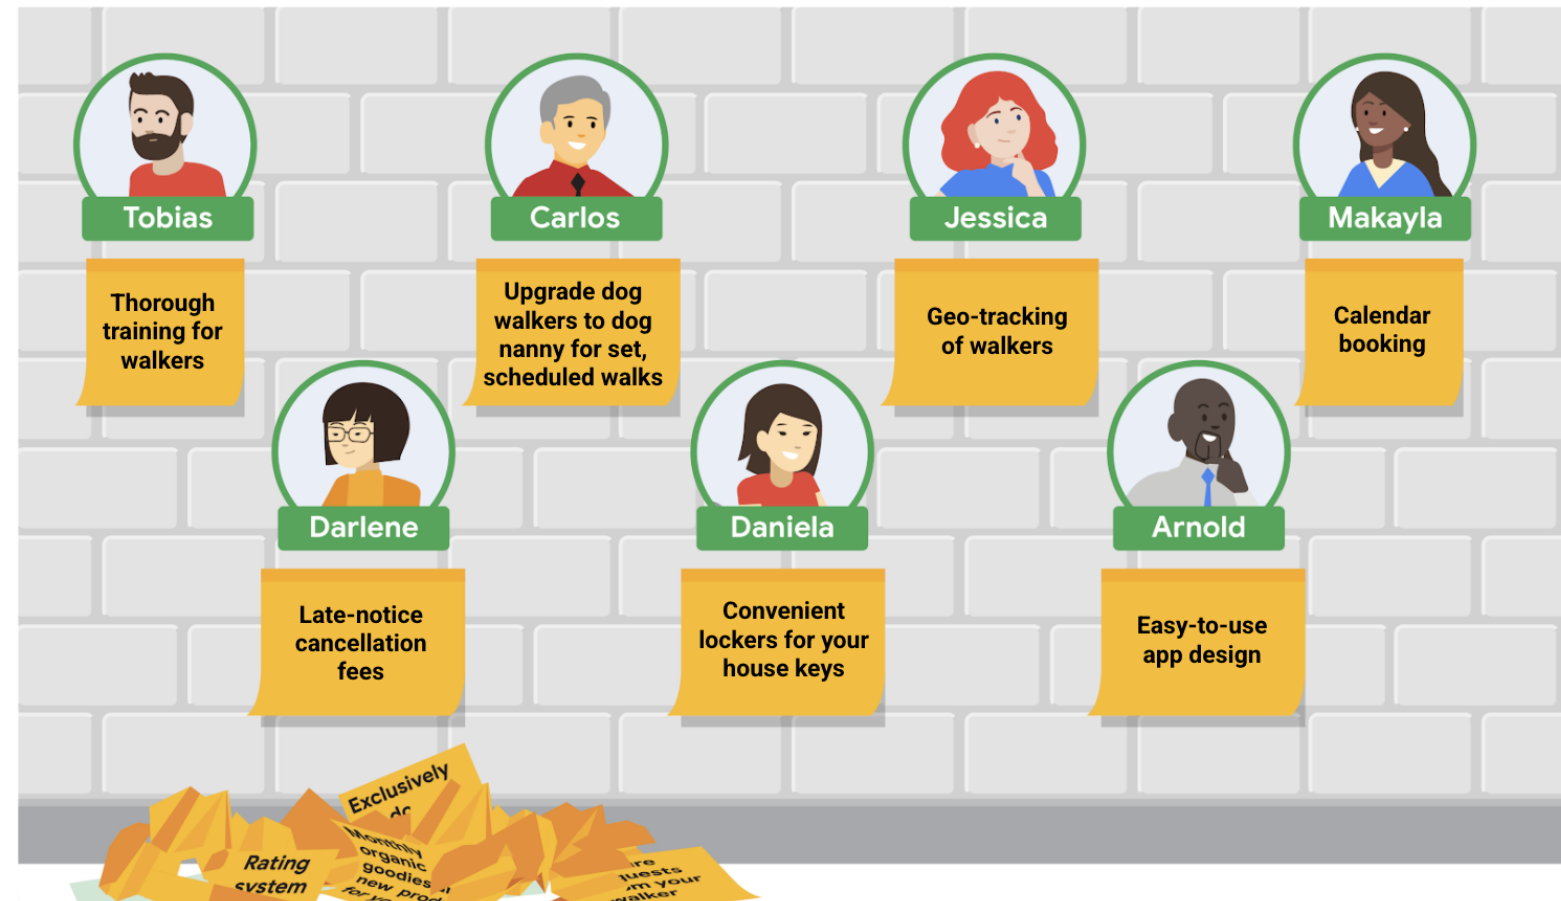 Tobias
Carlos
Jessica
Makayla
Thorough
training for
walkers
Upgrade dog
walkers to dog
nanny for set,
scheduled walks
Geo-tracking
of walkers
Calendar
booking
Darlene
Daniela
Arnold
Late-notice
cancellation
fees
Convenient
lockers for your
house keys
Easy-to-use
app design
Exclusively
Rating
system
Monthly
organic
goodies
new
your
walker